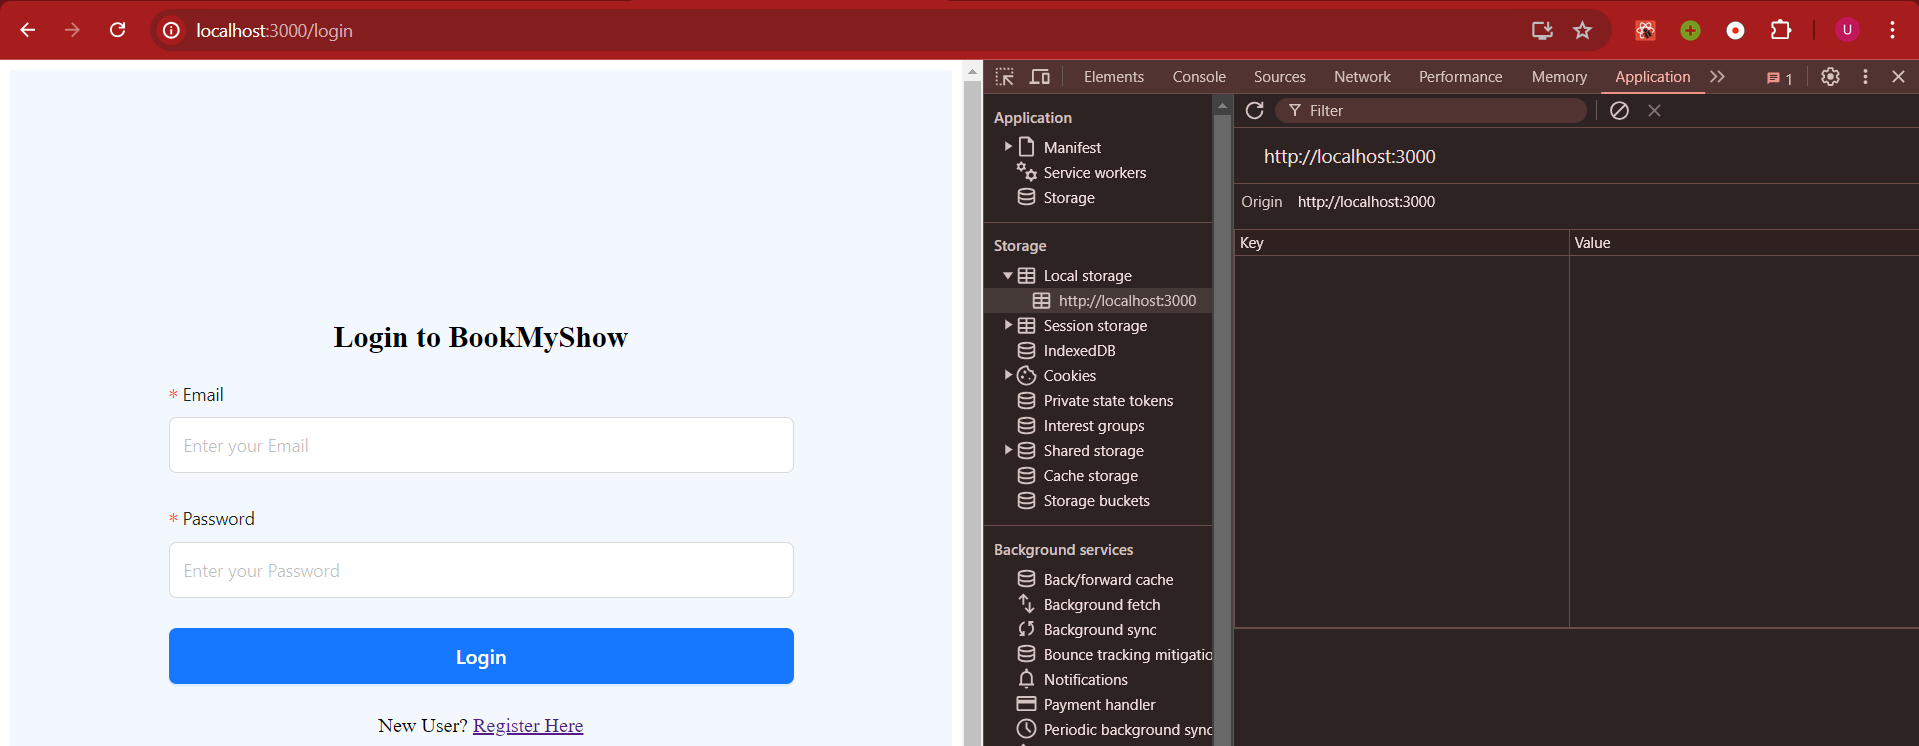 localhost:3000/login
U
Elements Console Sources Network Performance Memory Application 1
Filter
Application
Manifest
Service workers
Storage
Storage
Local storage
http://localhost:3000
Session storage
IndexedDB
Cookies
Private state tokens
Interest groups
Shared storage
Cache storage
Storage buckets
Background services
Back/forward cache
Background fetch
Background sync
Bounce tracking mitigatio
Notifications
Payment handler
Periodic background sync
http://localhost:3000
Origin http://localhost:3000
Key Value
Login to BookMyShow
* Email
Enter your Email
* Password
Enter your Password
Login
New User? Register Here